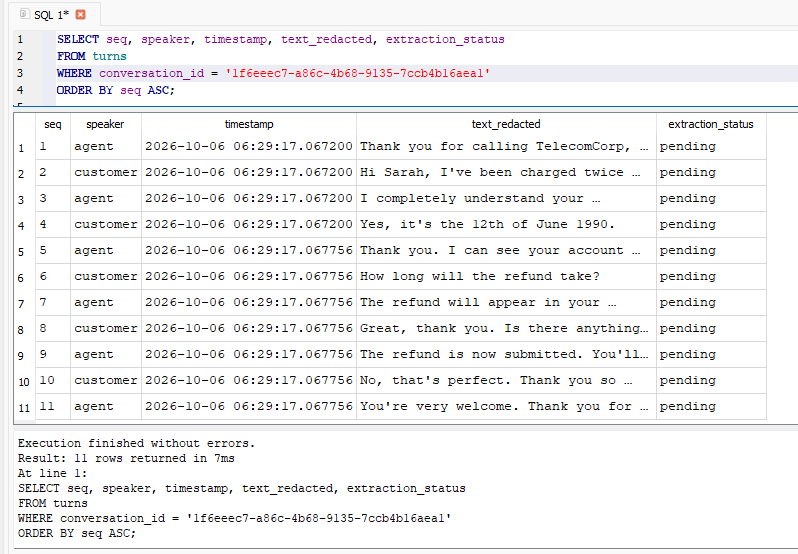 SQL 1*
1 SELECT seq, speaker, timestamp, text_redacted, extraction_status
2 FROM turns
3 WHERE conversation_id = '1f6eeec7-a86c-4b68-9135-7ccb4b16aea1'
4 ORDER BY seq ASC;
seq speaker timestamp text_redacted extraction_status
1 1 agent 2026-10-06 06:29:17.067200 Thank you for calling TelecomCorp, … pending
2 2 customer 2026-10-06 06:29:17.067200 Hi Sarah, I've been charged twice … pending
3 3 agent 2026-10-06 06:29:17.067200 I completely understand your … pending
4 4 customer 2026-10-06 06:29:17.067200 Yes, it's the 12th of June 1990. pending
5 5 agent 2026-10-06 06:29:17.067756 Thank you. I can see your account … pending
6 6 customer 2026-10-06 06:29:17.067756 How long will the refund take? pending
7 7 agent 2026-10-06 06:29:17.067756 The refund will appear in your … pending
8 8 customer 2026-10-06 06:29:17.067756 Great, thank you. Is there anything… pending
9 9 agent 2026-10-06 06:29:17.067756 The refund is now submitted. You'll… pending
10 10 customer 2026-10-06 06:29:17.067756 No, that's perfect. Thank you so … pending
11 11 agent 2026-10-06 06:29:17.067756 You're very welcome. Thank you for … pending
Execution finished without errors.
Result: 11 rows returned in 7ms
At line 1:
SELECT seq, speaker, timestamp, text_redacted, extraction_status
FROM turns
WHERE conversation_id = '1f6eeec7-a86c-4b68-9135-7ccb4b16aea1'
ORDER BY seq ASC;